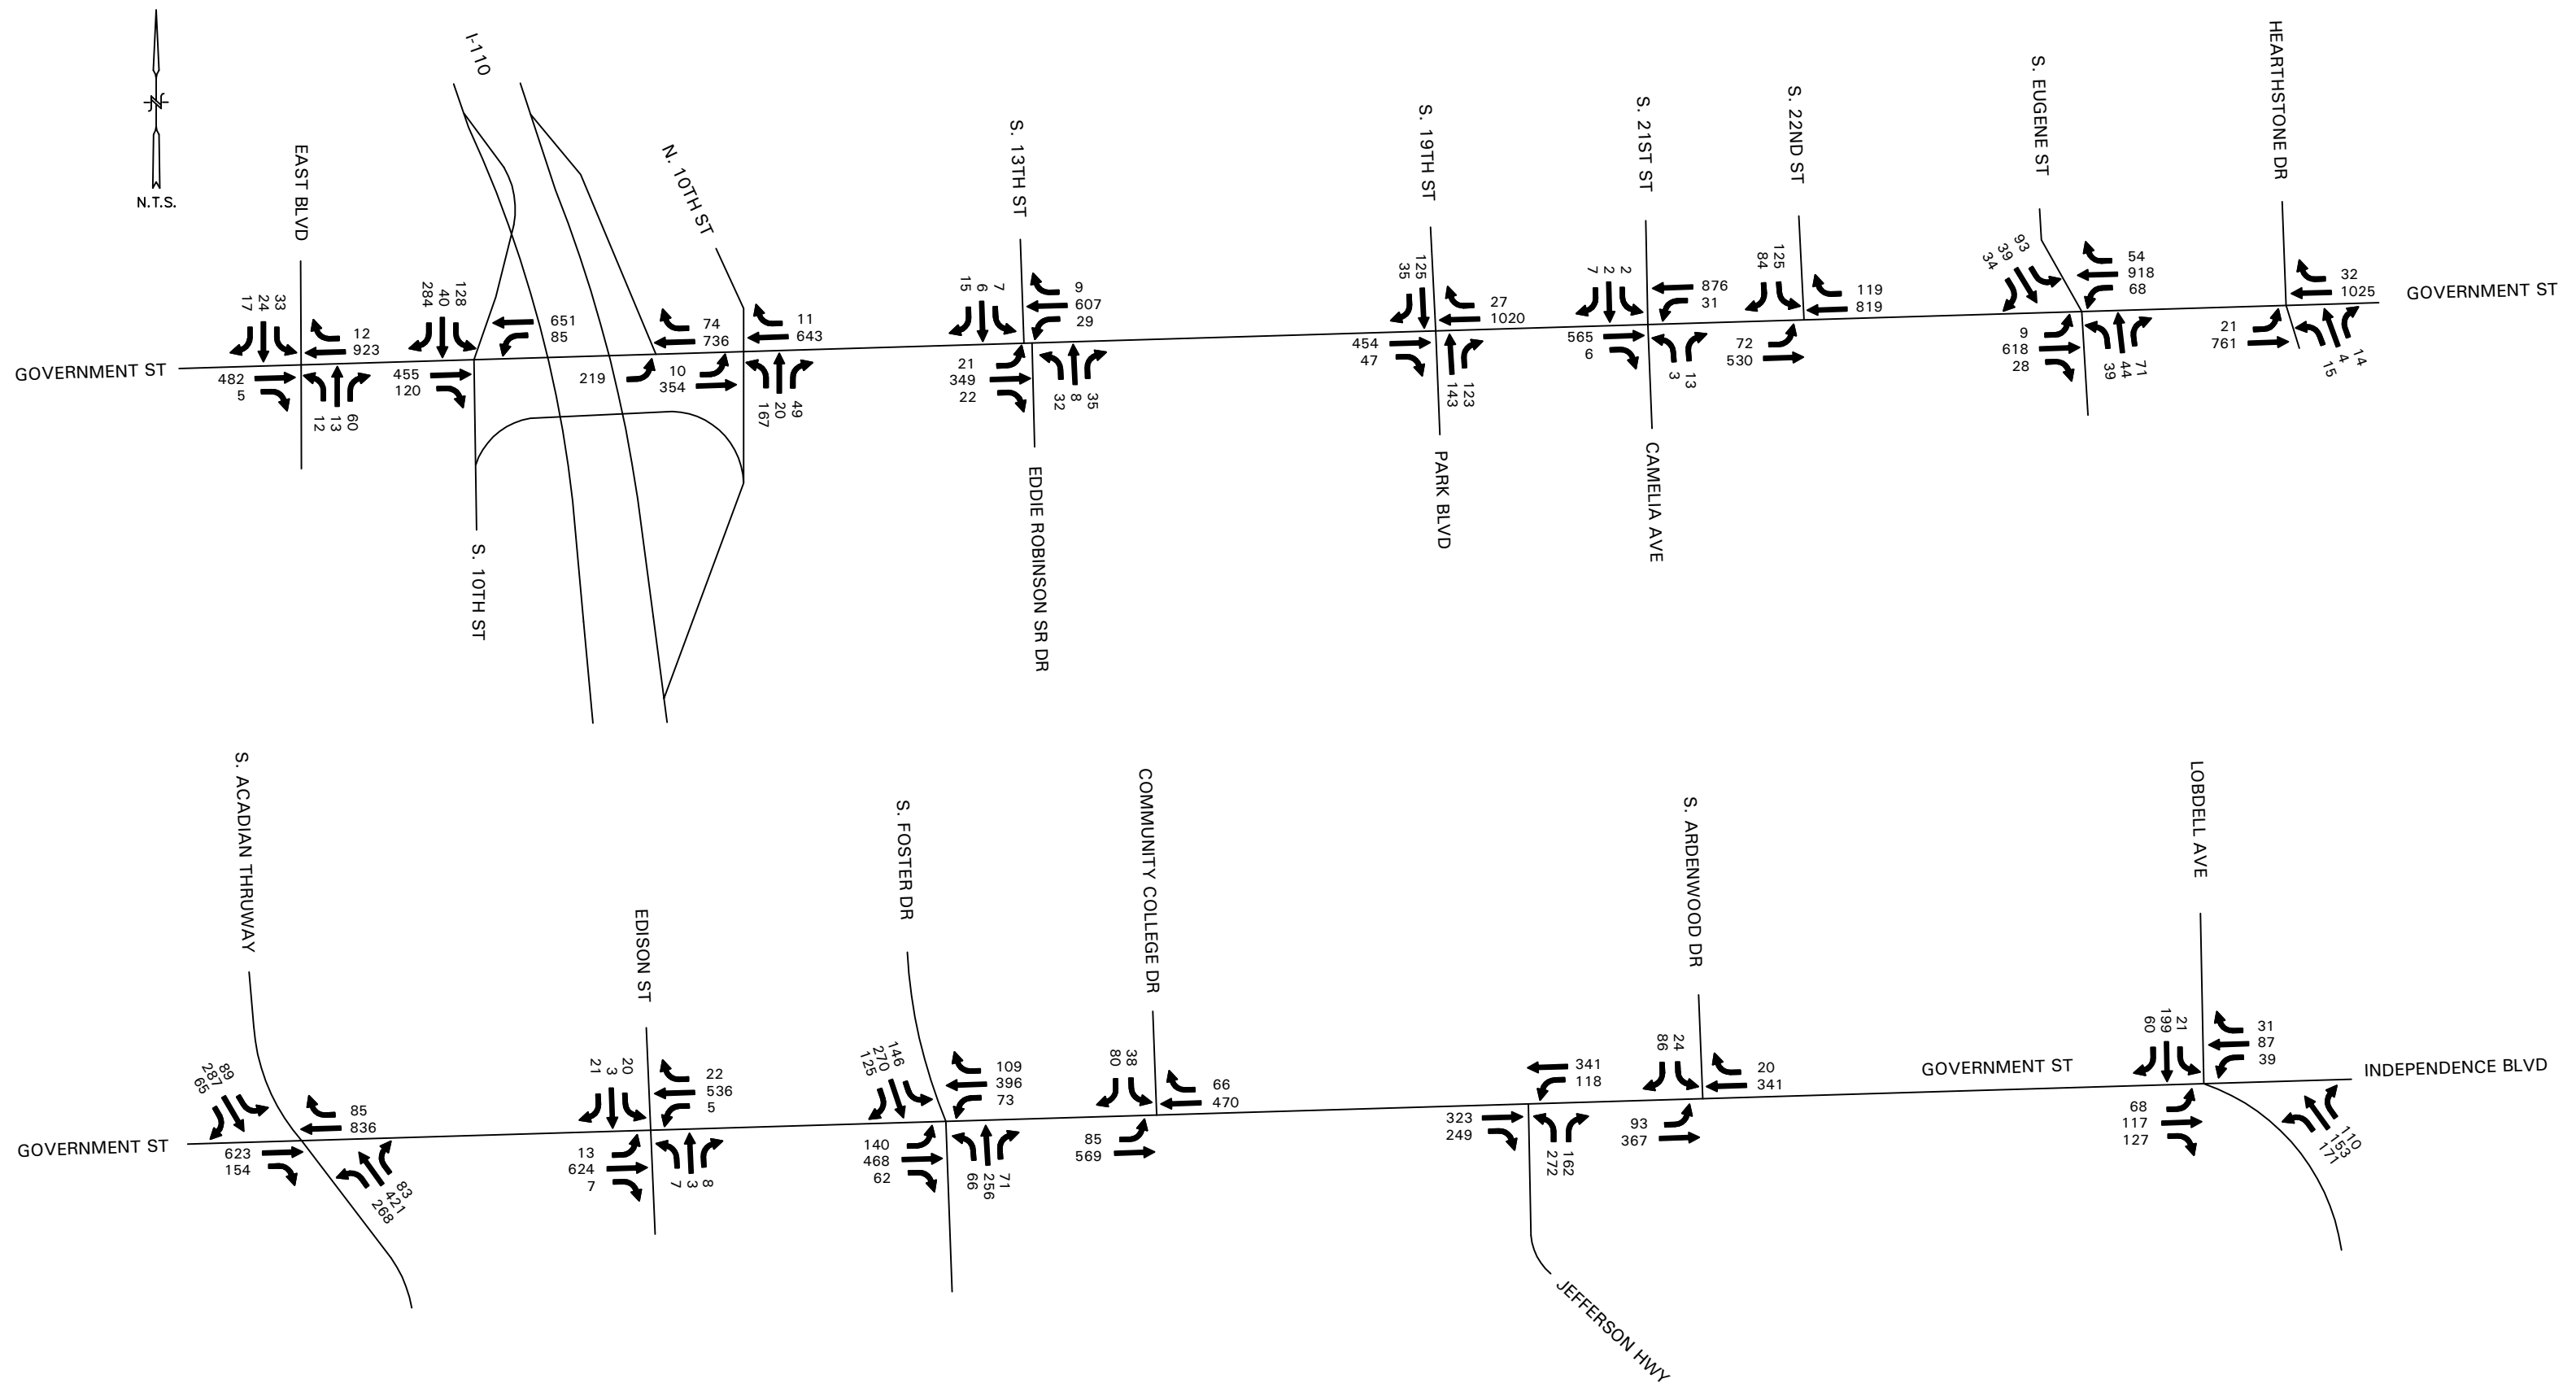 N
N.T.S.
I-110
EAST BLVD
N. 10TH ST
S. 13TH ST
S. 19TH ST
S. 21ST ST
S. 22ND ST
S. EUGENE ST
HEARTHSTONE DR
GOVERNMENT ST
17 24 33
12
923
482
5
12 13 60
284 40 128
651
85
455
120
S. 10TH ST
219
74
736
10
354
11
643
167 20 49
15 6 7
9
607
29
21
349
22
32 8 35
EDDIE ROBINSON SR DR
35 125
27
1020
454
47
143 123
PARK BLVD
7 2 2
876
31
565
6
3 13
CAMELIA AVE
84 125
119
819
72
530
34 39 93
54
918
68
9
618
28
39 44 71
32
1025
21
761
15 4 14
GOVERNMENT ST
S. ACADIAN THRUWAY
EDISON ST
S. FOSTER DR
COMMUNITY COLLEGE DR
S. ARDENWOOD DR
LOBDELL AVE
GOVERNMENT ST
65 287 89
85
836
623
154
268 421 83
21 3 20
22
536
5
13
624
7
7 3 8
125 270 146
109
396
73
140
468
62
66 256 71
80 38
66
470
85
569
341
118
323
249
272 162
JEFFERSON HWY
86 24
20
341
93
367
GOVERNMENT ST
60 199 21
31
87
39
68
117
127
171 153 110
INDEPENDENCE BLVD